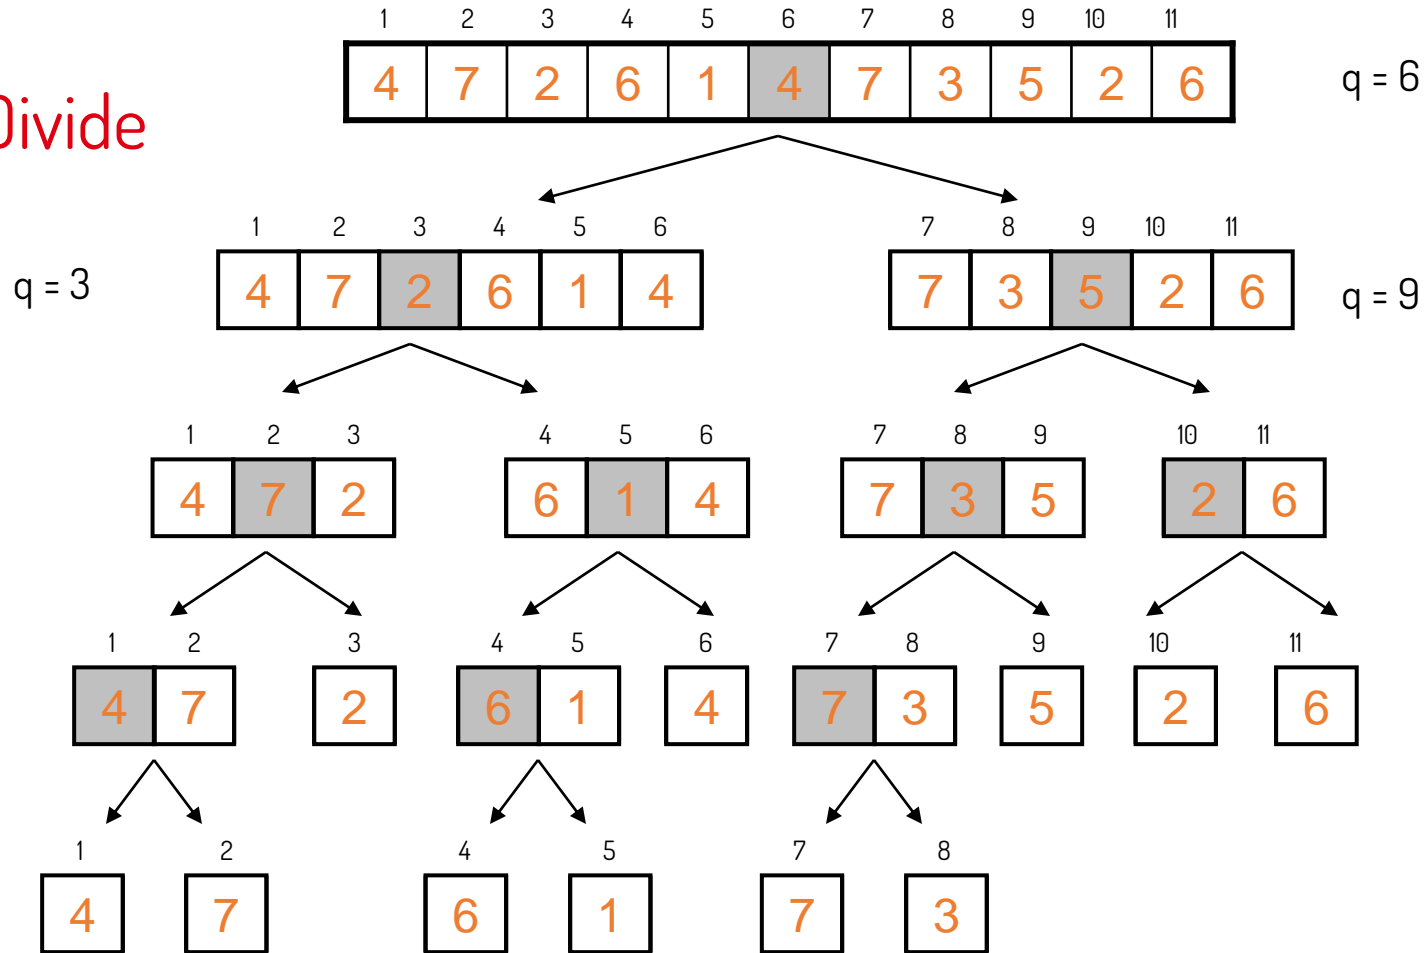 1 2 3 4 5 6 7 8 9 10 11
4 7 2 6 1 4 7 3 5 2 6 q = 6
Divide
1 2 3 4 5 6 7 8 9 10 11
q = 3 4 7 2 6 1 4 7 3 5 2 6 q = 9
1 2 3 4 5 6 7 8 9 10 11
4 7 2 6 1 4 7 3 5 2 6
1 2 3 4 5 6 7 8 9 10 11
4 7 2 6 1 4 7 3 5 2 6
1 2 4 5 7 8
4 7 6 1 7 3